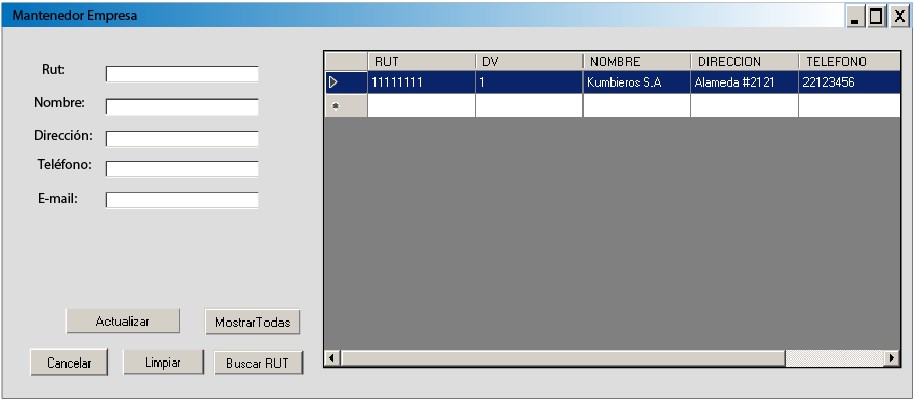 Mantenedor Empresa
Rut:
Nombre:
Dirección:
Teléfono:
E-mail:
Actualizar
MostrarTodas
Cancelar
Limpiar
Buscar RUT
RUT DV NOMBRE DIRECCION TELEFONO
11111111 1 Kumbieros S.A Alameda #2121 22123456